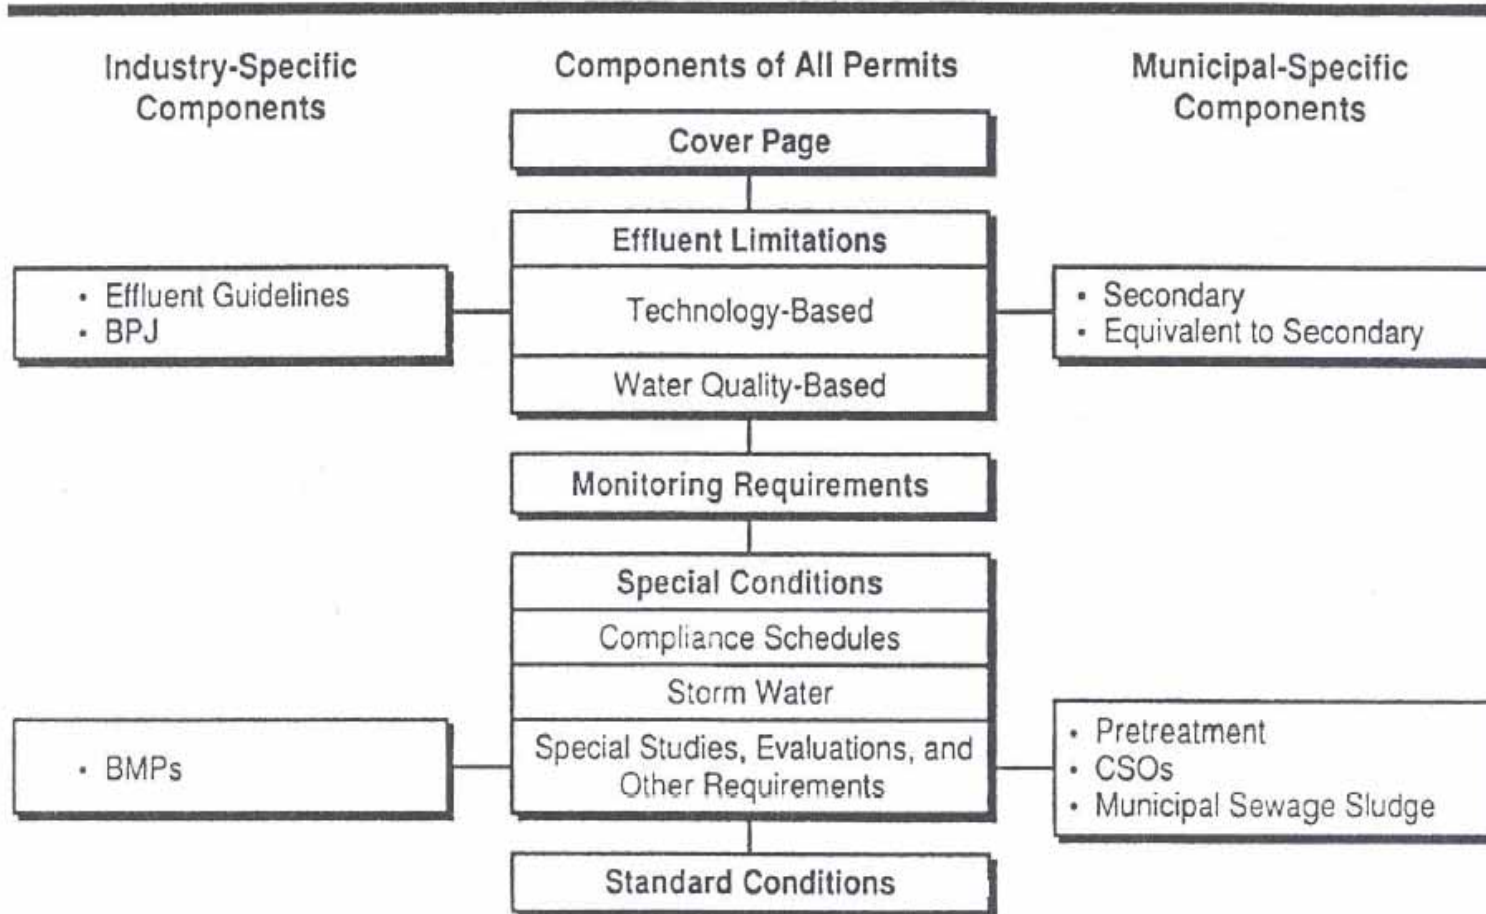 Industry-Specific
Components
Components of All Permits
Municipal-Specific
Components
Cover Page
Effluent Limitations
Technology-Based
Water Quality-Based
• Effluent Guidelines
• BPJ
• Secondary
• Equivalent to Secondary
Monitoring Requirements
Special Conditions
Compliance Schedules
Storm Water
Special Studies, Evaluations, and
Other Requirements
• BMPs
• Pretreatment
• CSOs
• Municipal Sewage Sludge
Standard Conditions